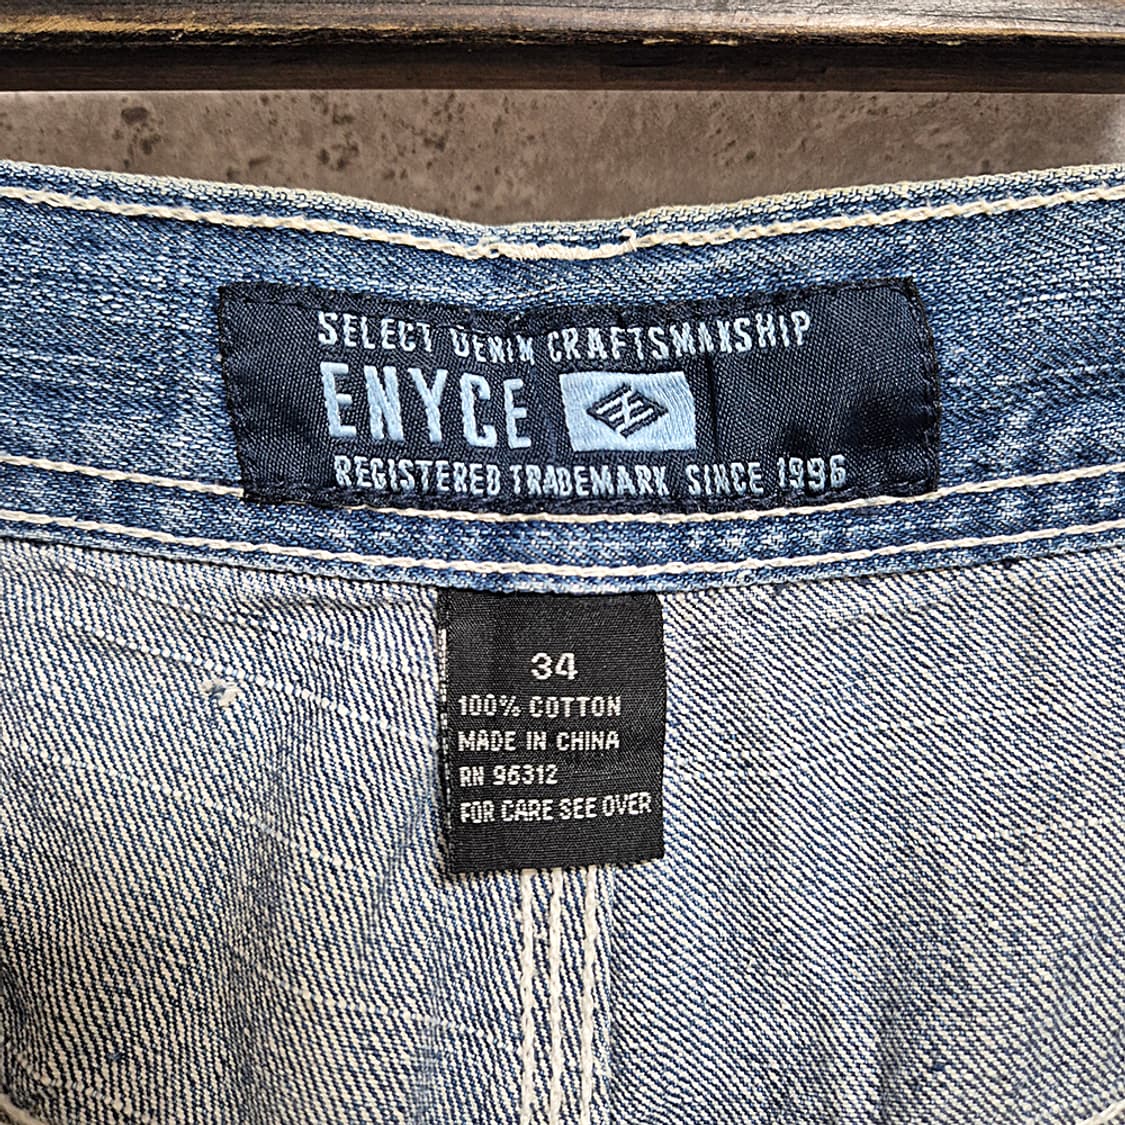 SELECT DENIM CRAFTSMANSHIP
ENYCE
REGISTERED TRADEMARK SINCE 1996
34
100% COTTON
MADE IN CHINA
RN 96312
FOR CARE SEE OVER